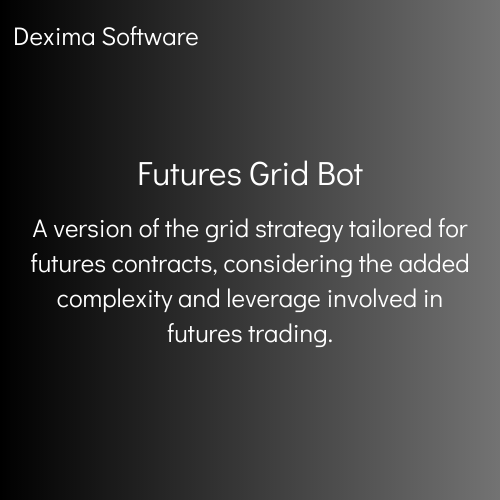 Dexima Software
Futures Grid Bot
A version of the grid strategy tailored for
futures contracts, considering the added
complexity and leverage involved in
futures trading.